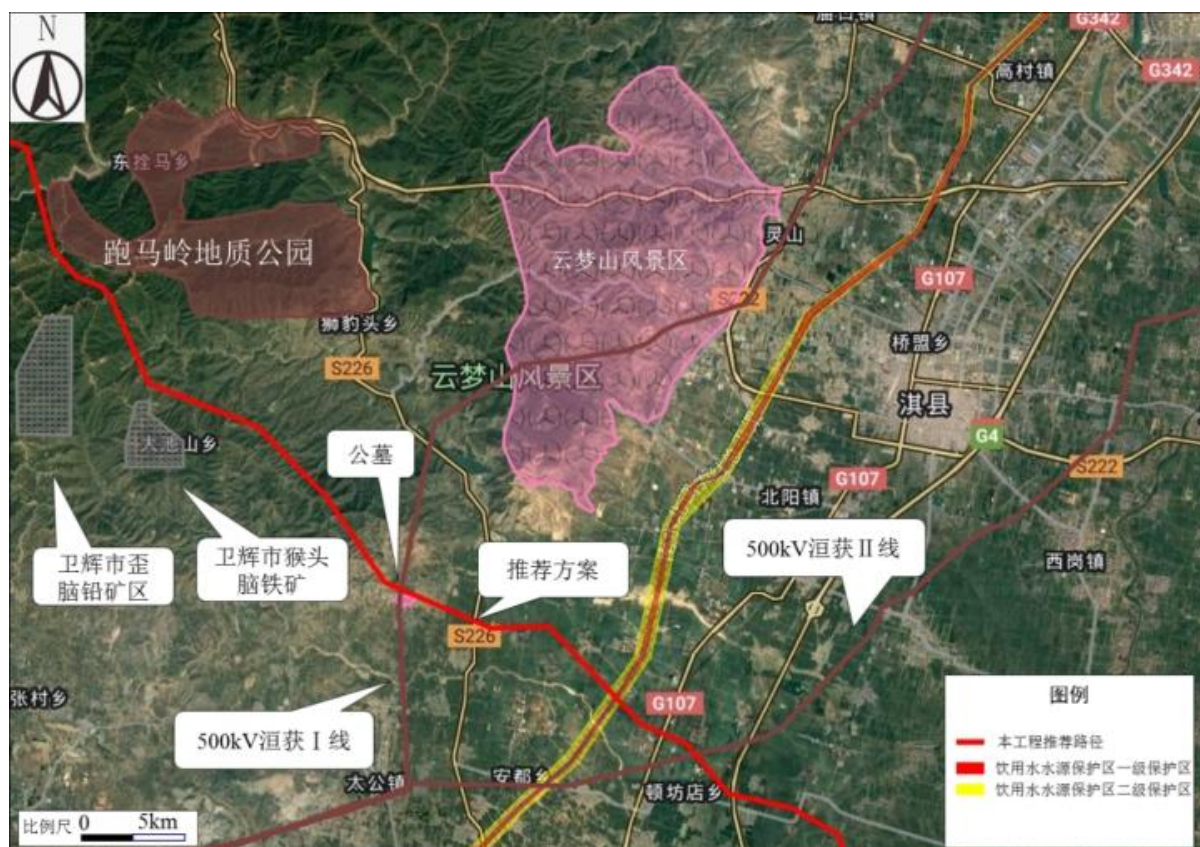 N
G342
高村镇
G342
东拴马乡
跑马岭地质公园
云梦山风景区
灵山
S222
G107
桥盟乡
狮豹头乡
S226
云梦山风景区
淇县
G4
大池山乡
公墓
G107
S222
北阳镇
卫辉市歪
脑铅矿区
卫辉市猴头
脑铁矿
推荐方案
500kV洹获Ⅱ线
西岗镇
S226
张村乡
500kV洹获Ⅰ线
G107
太公镇
安都乡
顿坊店乡
图例
本工程推荐路径
饮用水水源保护区一级保护区
饮用水水源保护区二级保护区
比例尺 0 5km